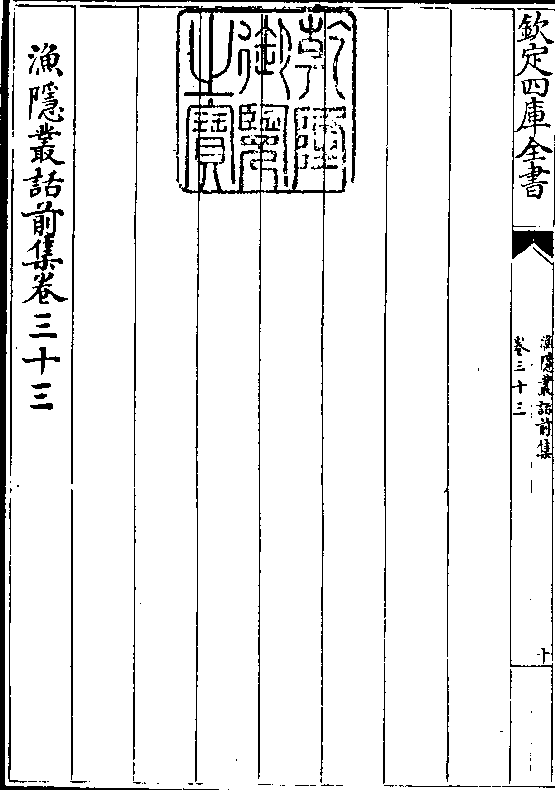 欽定四庫全書
漁隱叢話前集
卷三十三
十
乾隆
御覽
之寶
漁隱叢話前集卷三十三